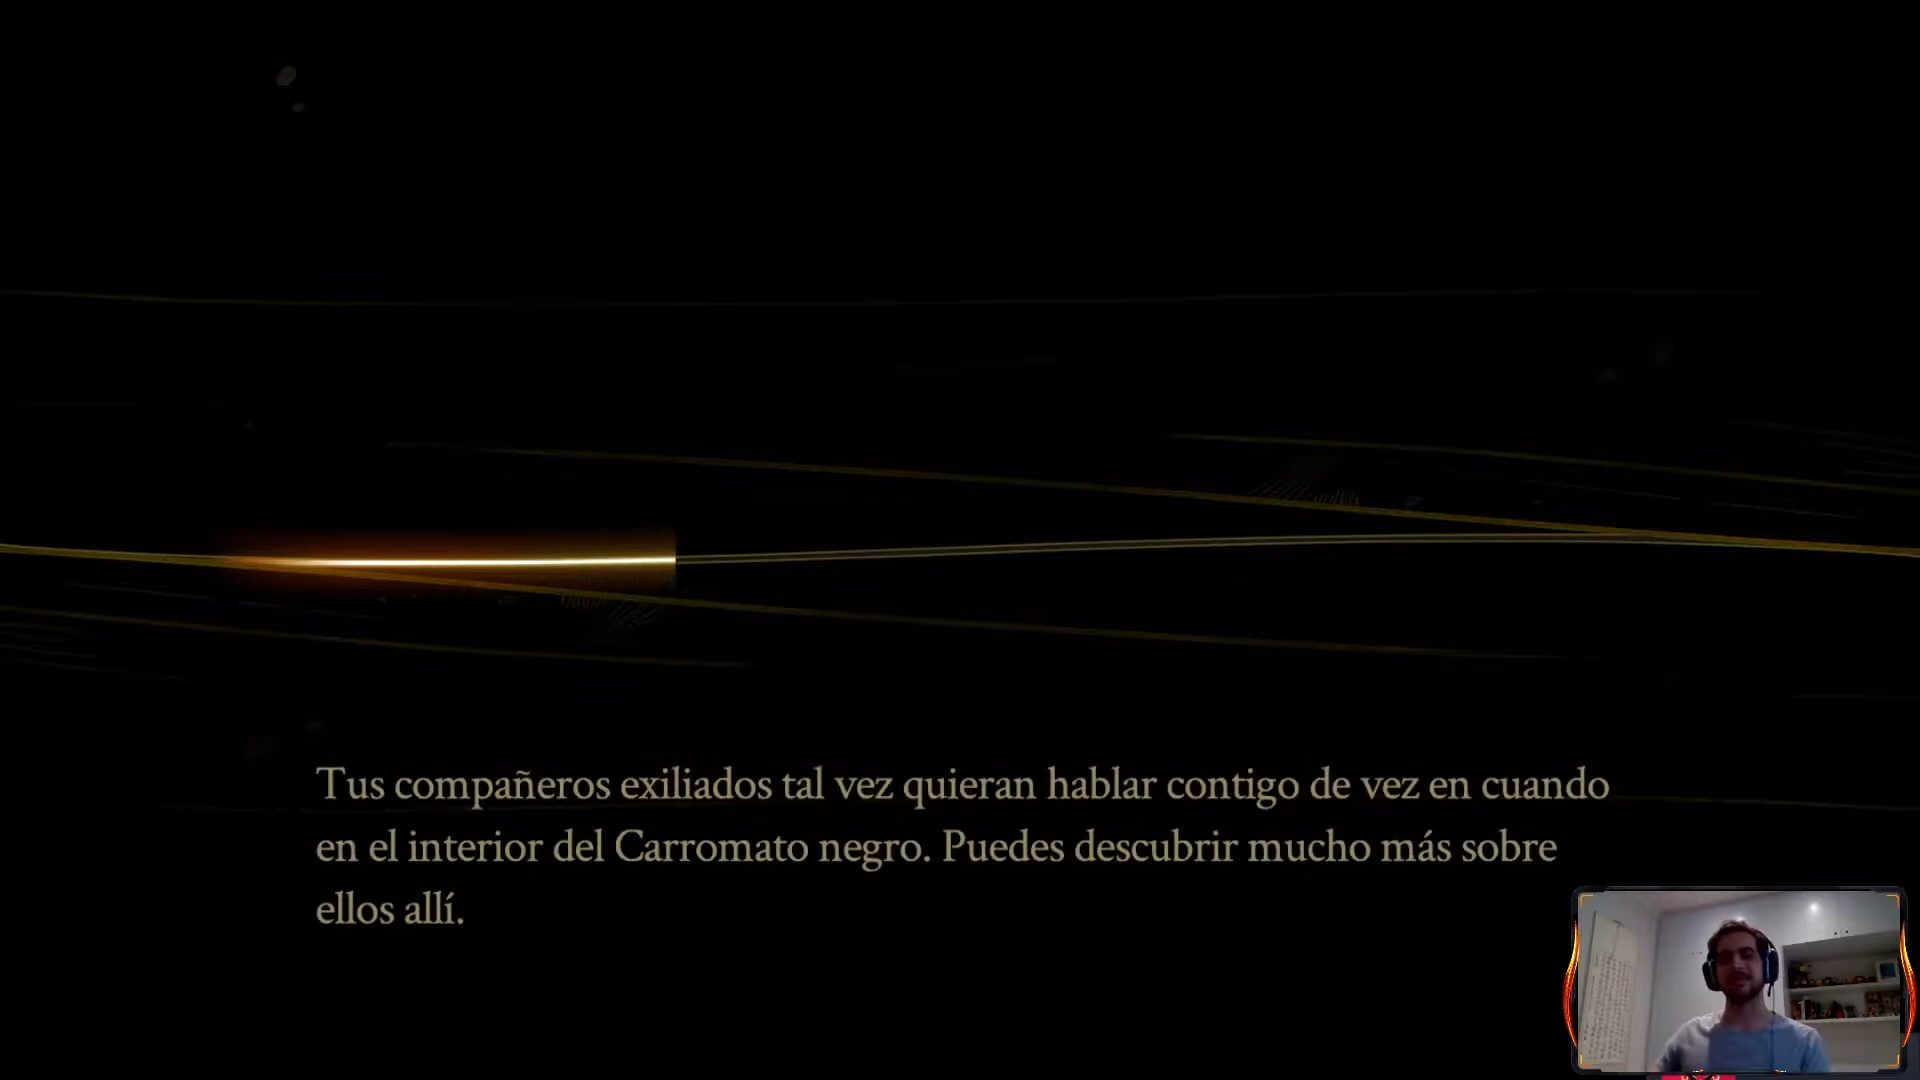 Tus compañeros exiliados tal vez quieran hablar contigo de vez en cuando
en el interior del Carromato negro. Puedes descubrir mucho más sobre
ellos allí.